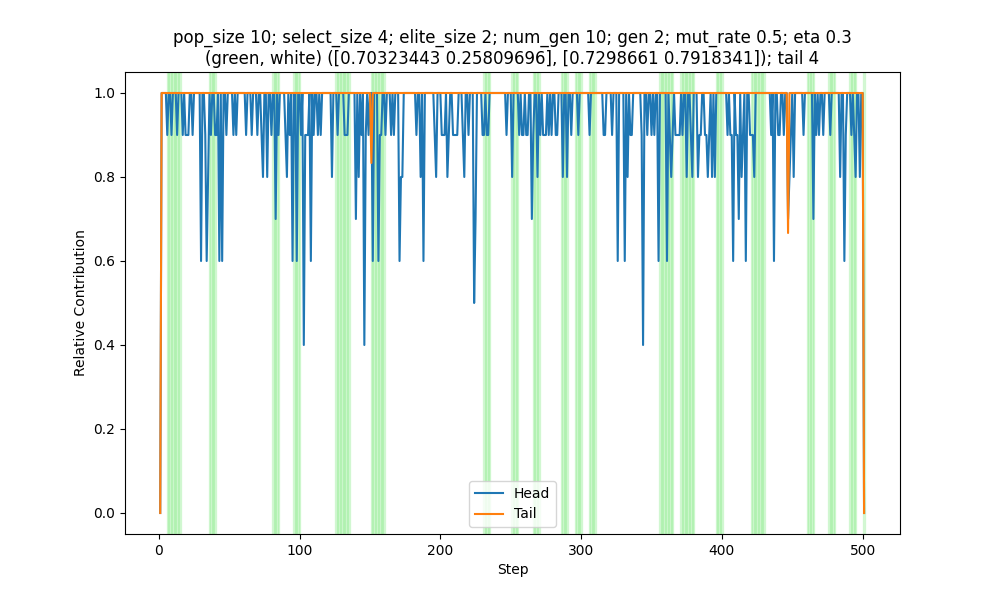 pop_size 10; select_size 4; elite_size 2; num_gen 10; gen 2; mut_rate 0.5; eta 0.3
(green, white) ([0.70323443 0.25809696], [0.7298661 0.7918341]); tail 4
1.0
0.8
0.6
0.4
0.2
0.0
Relative Contribution
Head
Tail
0 100 200 300 400 500
Step